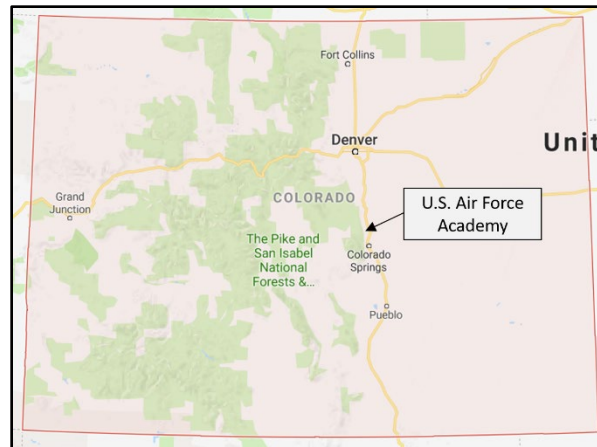 Fort Collins
Denver
Unit
Grand
Junction
COLORADO
U.S. Air Force
Academy
The Pike and
San Isabel
National
Forests &...
Colorado
Springs
Pueblo